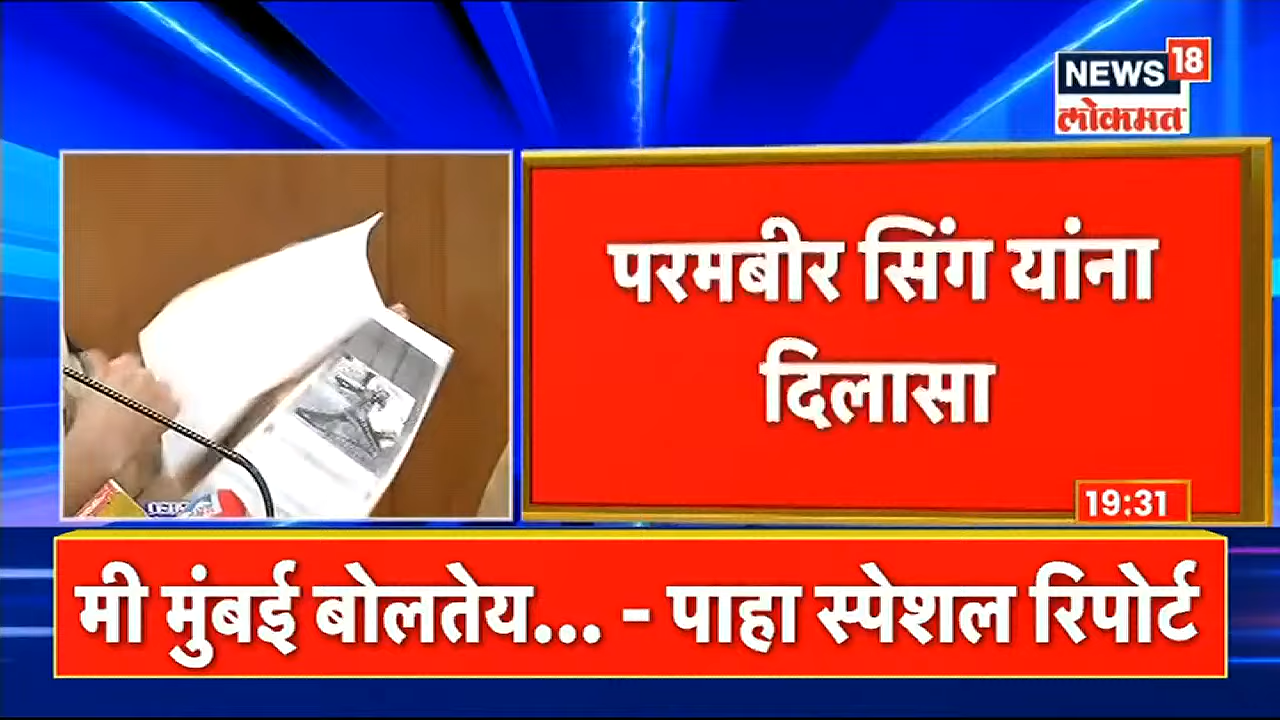 NEWS 18
लोकमत
परमबीर सिंग यांना
दिलासा
19:31
मी मुंबई बोलतेय... - पाहा स्पेशल रिपोर्ट